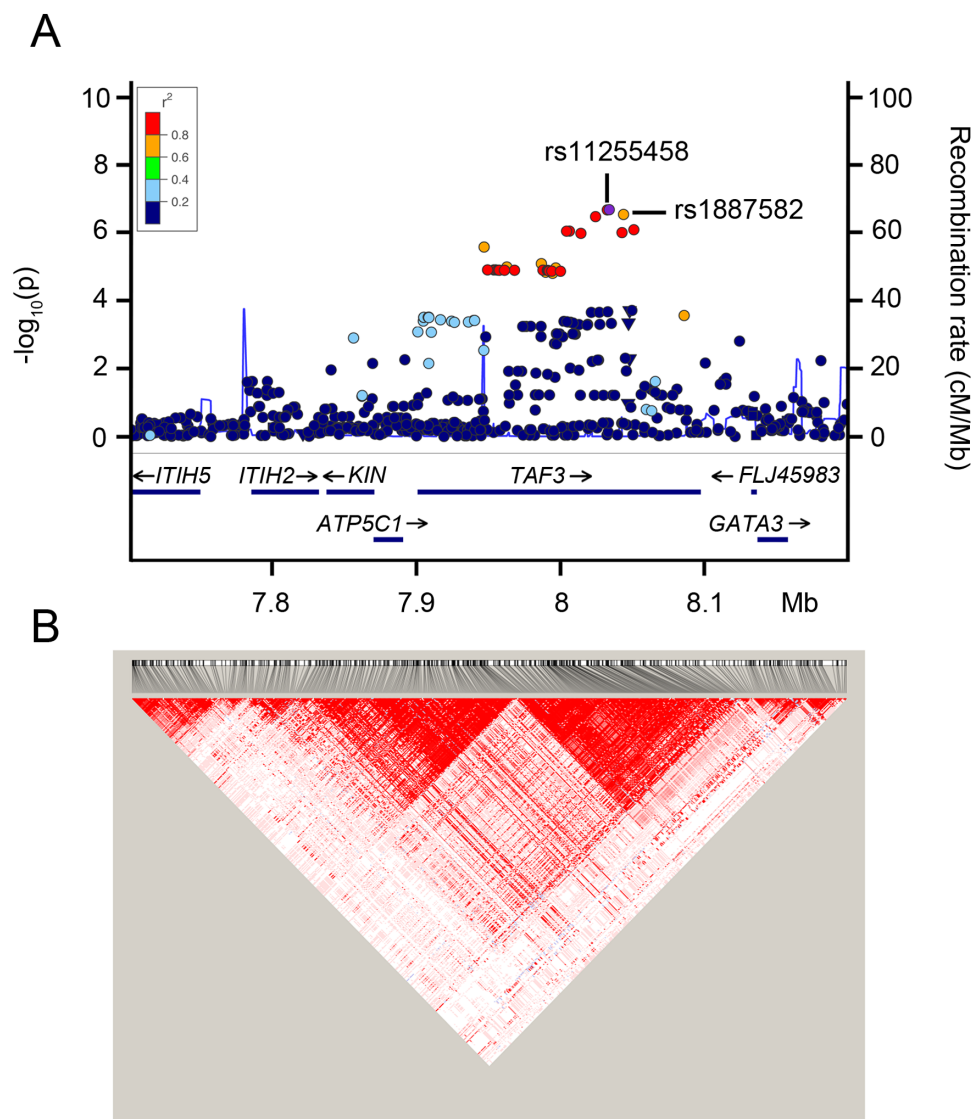 A
10
8
6
4
2
0
-log10(p)
r2
0.8
0.6
0.4
0.2
rs11255458
rs1887582
100
80
60
40
20
0
Recombination rate (cM/Mb)
←ITIH5 ITIH2→ ←KIN TAF3→ ← FLJ45983
ATP5C1→ GATA3→
7.8 7.9 8 8.1 Mb
B